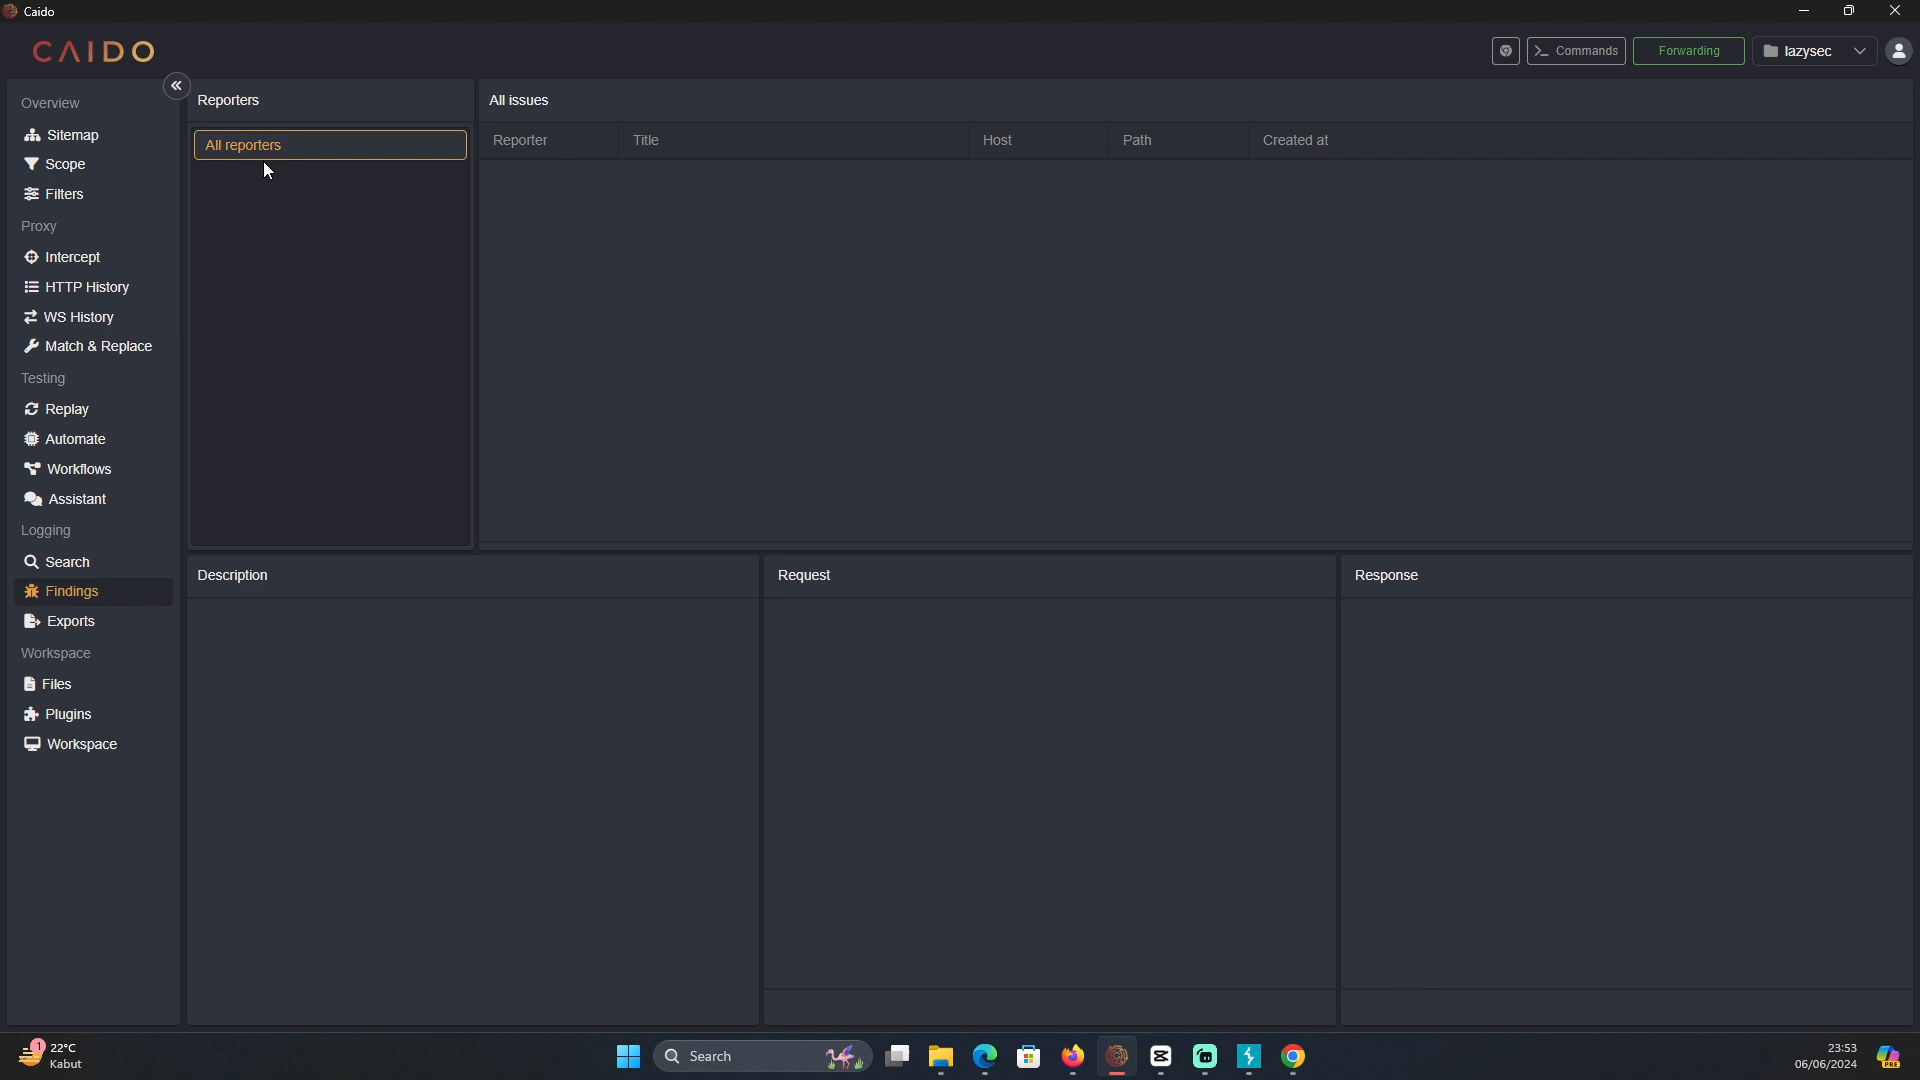 Caido
CAIDO
Commands
Forwarding
lazysec
Overview
Sitemap
Scope
Filters
Proxy
Intercept
HTTP History
WS History
Match & Replace
Testing
Replay
Automate
Workflows
Assistant
Logging
Search
Findings
Exports
Workspace
Files
Plugins
Workspace
Reporters
All reporters
All issues
Reporter Title Host Path Created at
Description
Request
Response
1
22°C
Kabut
Search
PRE
23:53
06/06/2024